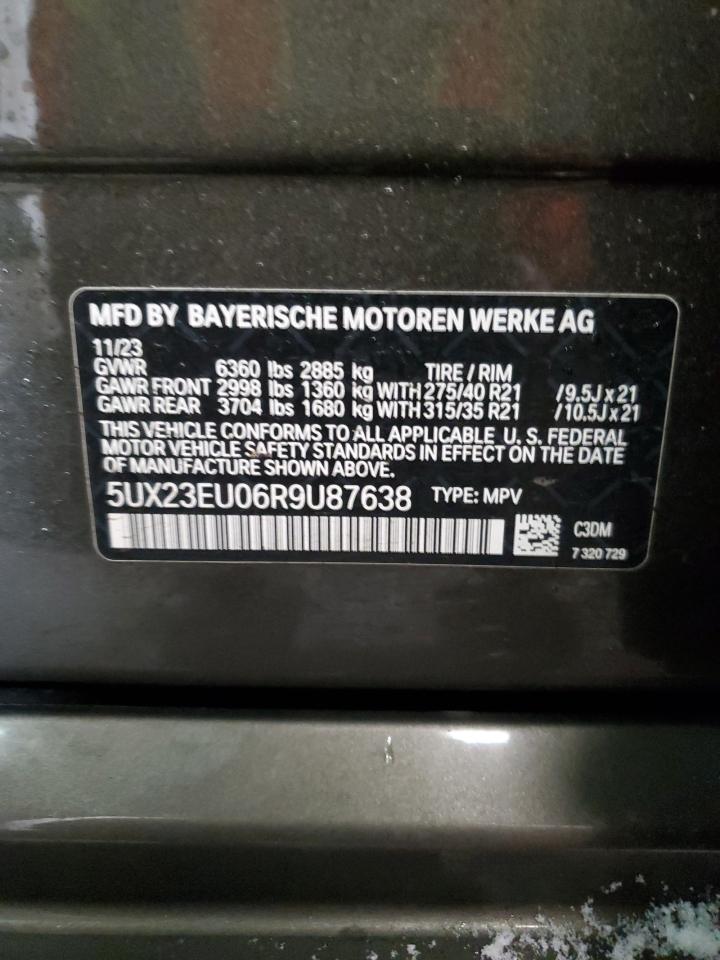 MFD BY BAYERISCHE MOTOREN WERKE AG
11/23
GVWR 6360 lbs 2885 kg TIRE / RIM
GAWR FRONT 2998 lbs 1360 kg WITH 275/40 R21 /9.5J x 21
GAWR REAR 3704 lbs 1680 kg WITH 315/35 R21 /10.5J x 21
THIS VEHICLE CONFORMS TO ALL APPLICABLE U. S. FEDERAL
MOTOR VEHICLE SAFETY STANDARDS IN EFFECT ON THE DATE
OF MANUFACTURE SHOWN ABOVE.
5UX23EU06R9U87638 TYPE: MPV
C3DM
7 320 729